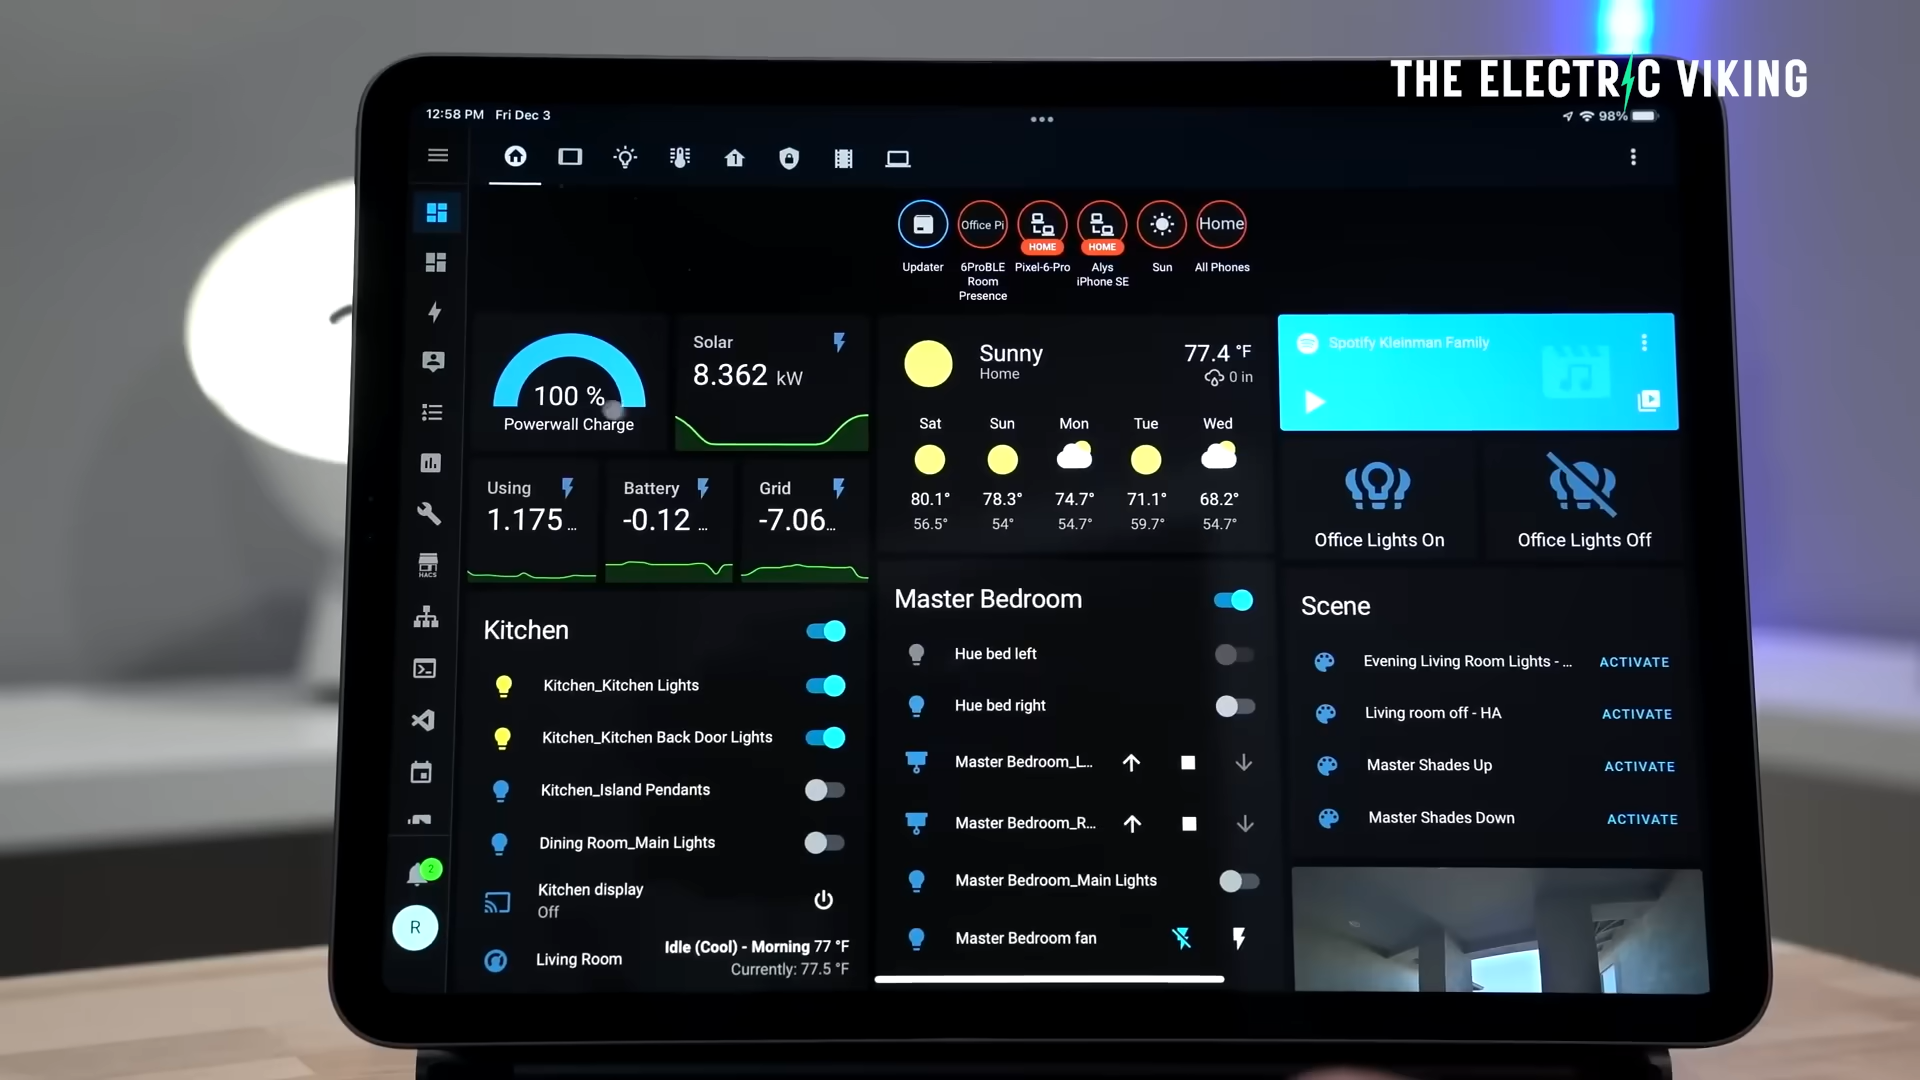 THE ELECTRIC VIKING
12:58 PM Fri Dec 3
98%
Office Pi
HOME
HOME
Home
Updater
6ProBLE Room Presence
Pixel-6-Pro
Alys iPhone SE
Sun
All Phones
100 %
Powerwall Charge
Solar
8.362 kW
Using
1.175...
Battery
-0.12 ...
Grid
-7.06...
Sunny
Home
77.4 °F
0 in
Sat Sun Mon Tue Wed
80.1° 78.3° 74.7° 71.1° 68.2°
56.5° 54° 54.7° 59.7° 54.7°
Spotify Kleinman Family
Office Lights On
Office Lights Off
HACS
2
R
Kitchen
Kitchen_Kitchen Lights
Kitchen_Kitchen Back Door Lights
Kitchen_Island Pendants
Dining Room_Main Lights
Kitchen display
Off
Living Room
Idle (Cool) - Morning 77 °F
Currently: 77.5 °F
Master Bedroom
Hue bed left
Hue bed right
Master Bedroom_L...
Master Bedroom_R...
Master Bedroom_Main Lights
Master Bedroom fan
Scene
Evening Living Room Lights - ... ACTIVATE
Living room off - HA ACTIVATE
Master Shades Up ACTIVATE
Master Shades Down ACTIVATE